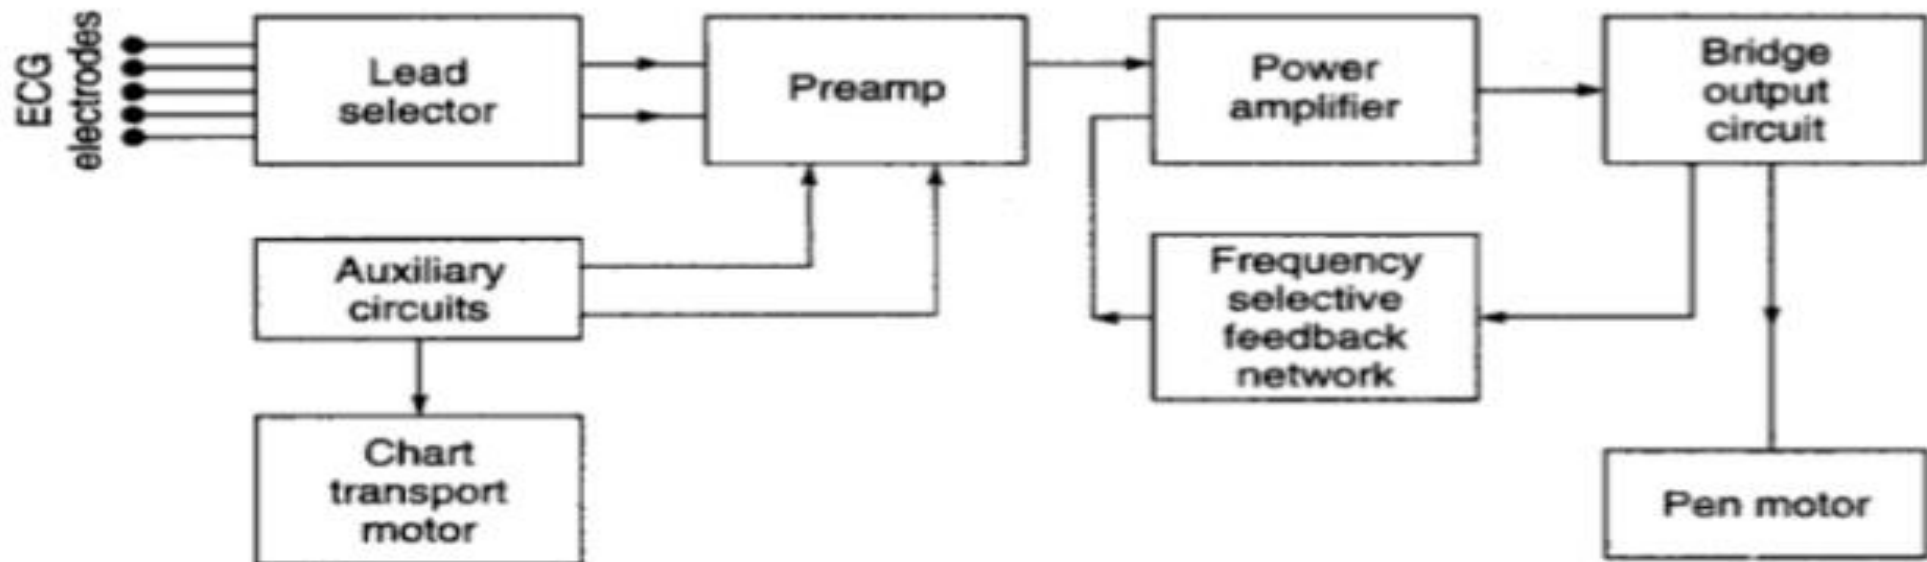 ECG
electrodes
Lead
selector
Preamp
Power
amplifier
Bridge
output
circuit
Auxiliary
circuits
Frequency
selective
feedback
network
Chart
transport
motor
Pen motor